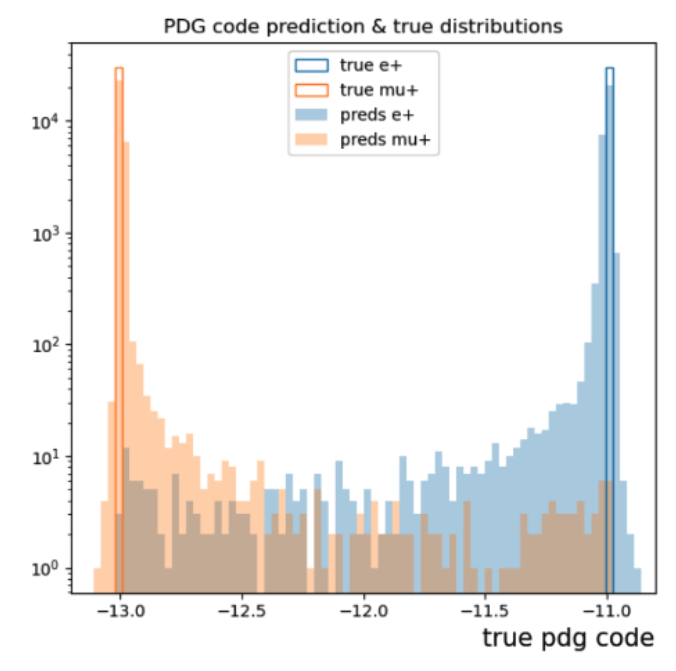 PDG code prediction & true distributions
true e+
true mu+
preds e+
preds mu+
10⁴
10³
10²
10¹
10⁰
−13.0 −12.5 −12.0 −11.5 −11.0
true pdg code